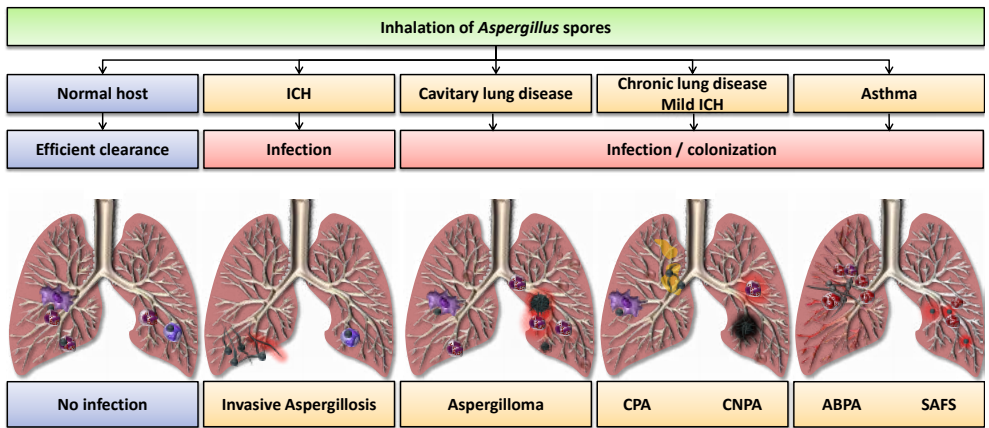 Inhalation of Aspergillus spores
Normal host
ICH
Cavitary lung disease
Chronic lung disease
Mild ICH
Asthma
Efficient clearance
Infection
Infection / colonization
No infection
Invasive Aspergillosis
Aspergilloma
CPA
CNPA
ABPA
SAFS